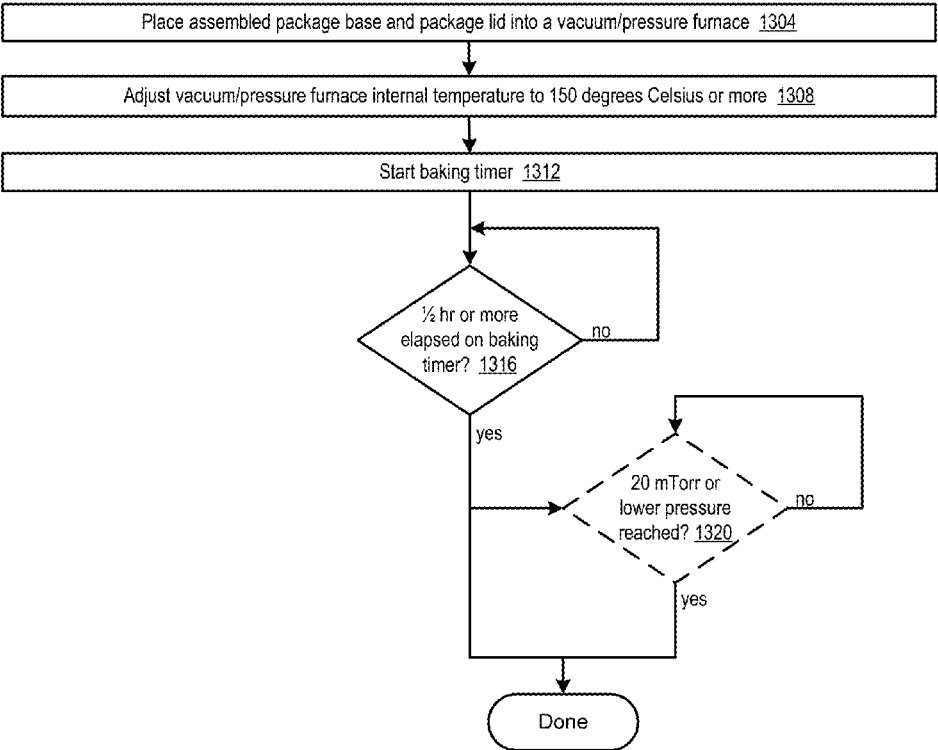 Place assembled package base and package lid into a vacuum/pressure furnace 1304
Adjust vacuum/pressure furnace internal temperature to 150 degrees Celsius or more 1308
Start baking timer 1312
½ hr or more
elapsed on baking
timer? 1316
no
yes
20 mTorr or
lower pressure
reached? 1320
no
yes
Done